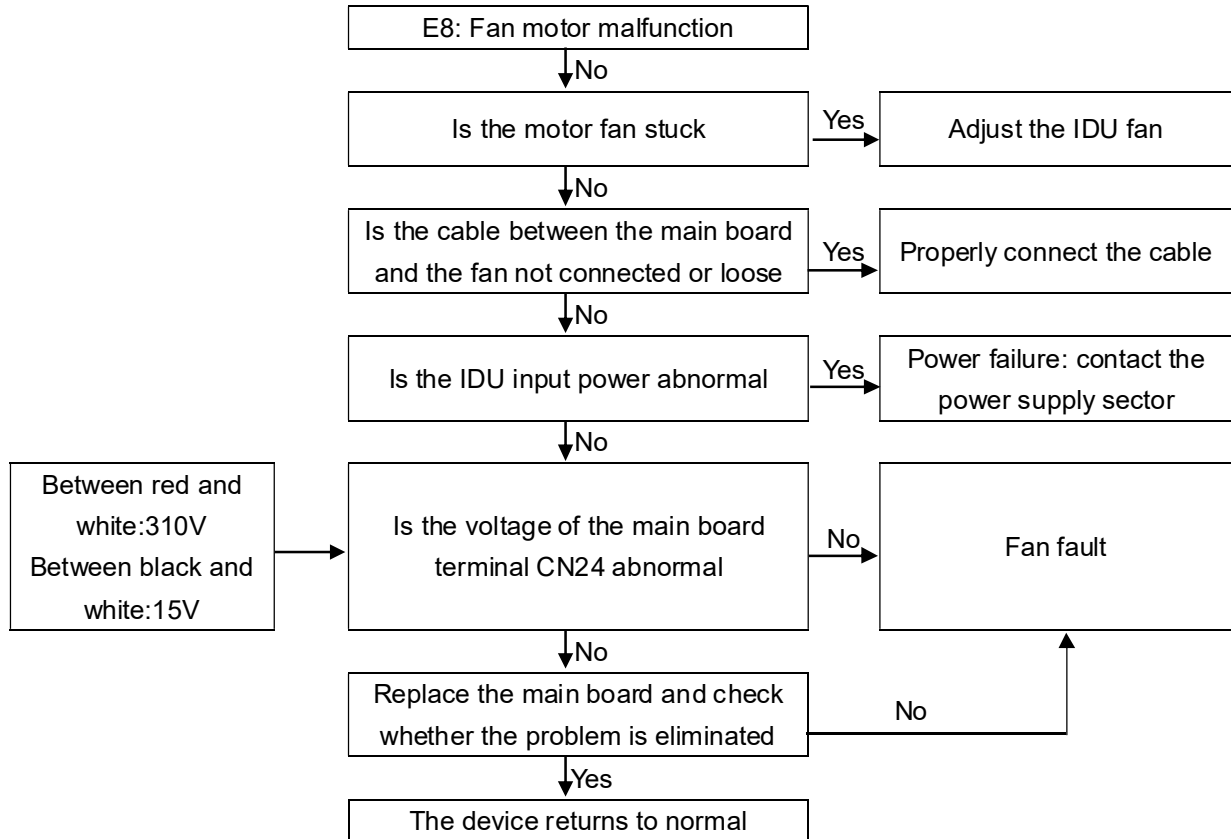 E8: Fan motor malfunction
No
Is the motor fan stuck
Yes
Adjust the IDU fan
No
Is the cable between the main board
and the fan not connected or loose
Yes
Properly connect the cable
No
Is the IDU input power abnormal
Yes
Power failure: contact the
power supply sector
No
Between red and
white:310V
Between black and
white:15V
Is the voltage of the main board
terminal CN24 abnormal
No
Fan fault
No
Replace the main board and check
whether the problem is eliminated
No
Yes
The device returns to normal